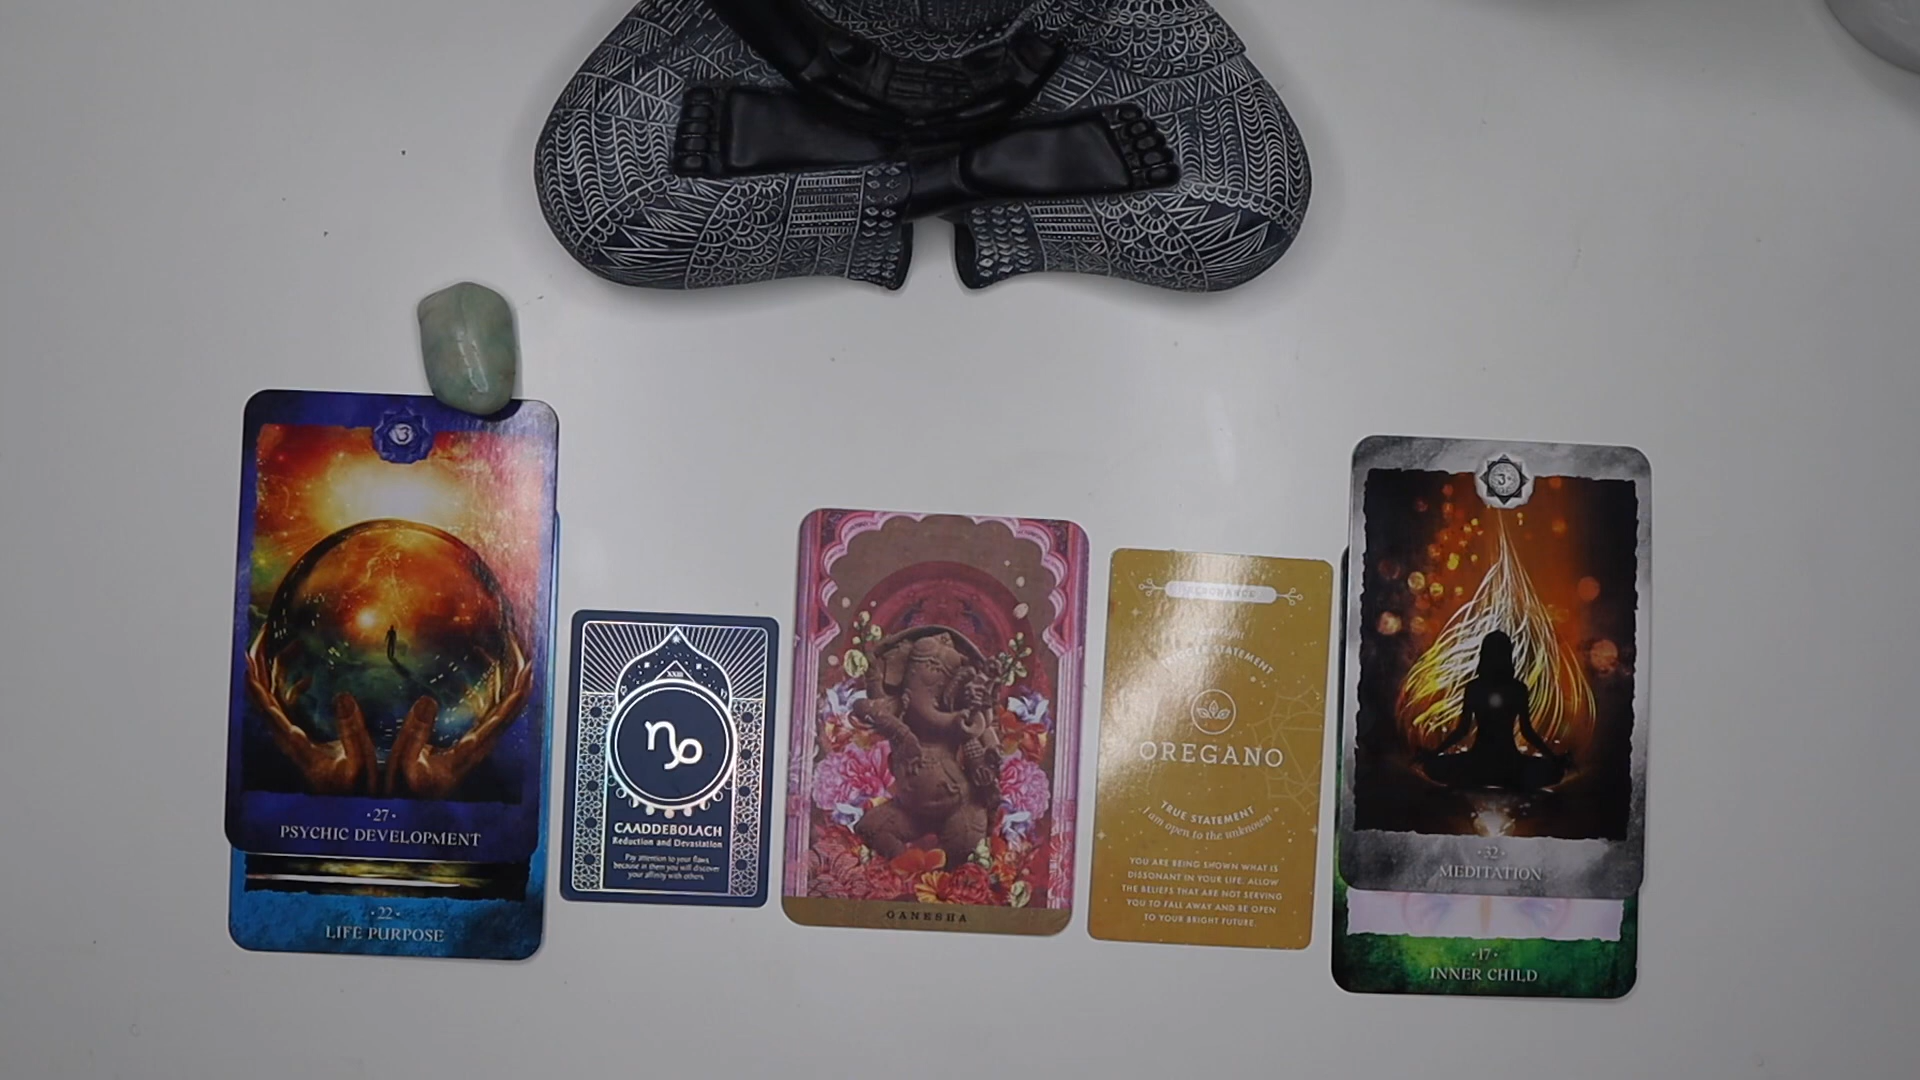 ·27·
PSYCHIC DEVELOPMENT
·22·
LIFE PURPOSE
XXIII
CAADDEBOLACH
Reduction and Devastation
Pay attention to your flaws
because in them you will discover
your affinity with others
GANESHA
RESONANCE
TRIGGER STATEMENT
OREGANO
TRUE STATEMENT
I am open to the unknown
YOU ARE BEING SHOWN WHAT IS
DISSONANT IN YOUR LIFE. ALLOW
THE BELIEFS THAT ARE NOT SERVING
YOU TO FALL AWAY AND BE OPEN
TO YOUR BRIGHT FUTURE.
·32·
MEDITATION
·17·
INNER CHILD